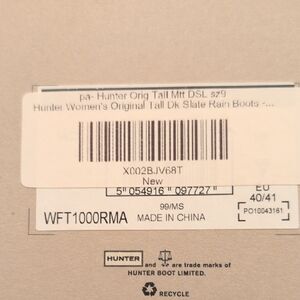 pa- Hunter Orig Tall Mtt DSL sz9
Hunter Women's Original Tall Dk Slate Rain Boots -...
X002BJV68T
New
5 054916 097727
EU
40/41
99/MS
WFT1000RMA
MADE IN CHINA
PO10043161
HUNTER
and are trade marks of
HUNTER BOOT LIMITED.
RECYCLE